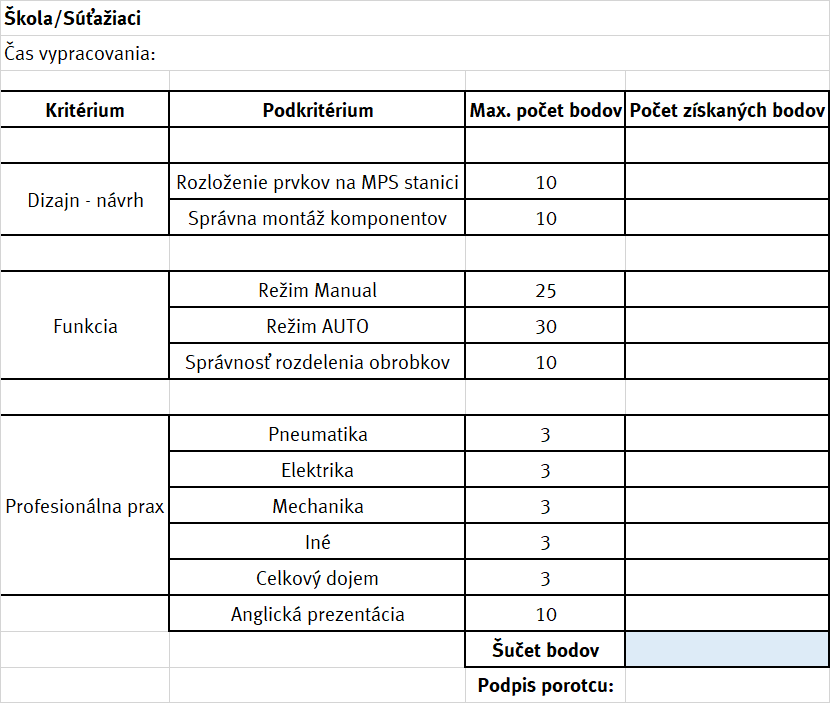 Škola/Súťažiaci
Čas vypracovania:
Kritérium Podkritérium Max. počet bodov Počet získaných bodov
Dizajn - návrh
Rozloženie prvkov na MPS stanici 10
Správna montáž komponentov 10
Funkcia
Režim Manual 25
Režim AUTO 30
Správnosť rozdelenia obrobkov 10
Profesionálna prax
Pneumatika 3
Elektrika 3
Mechanika 3
Iné 3
Celkový dojem 3
Anglická prezentácia 10
Šučet bodov
Podpis porotcu: